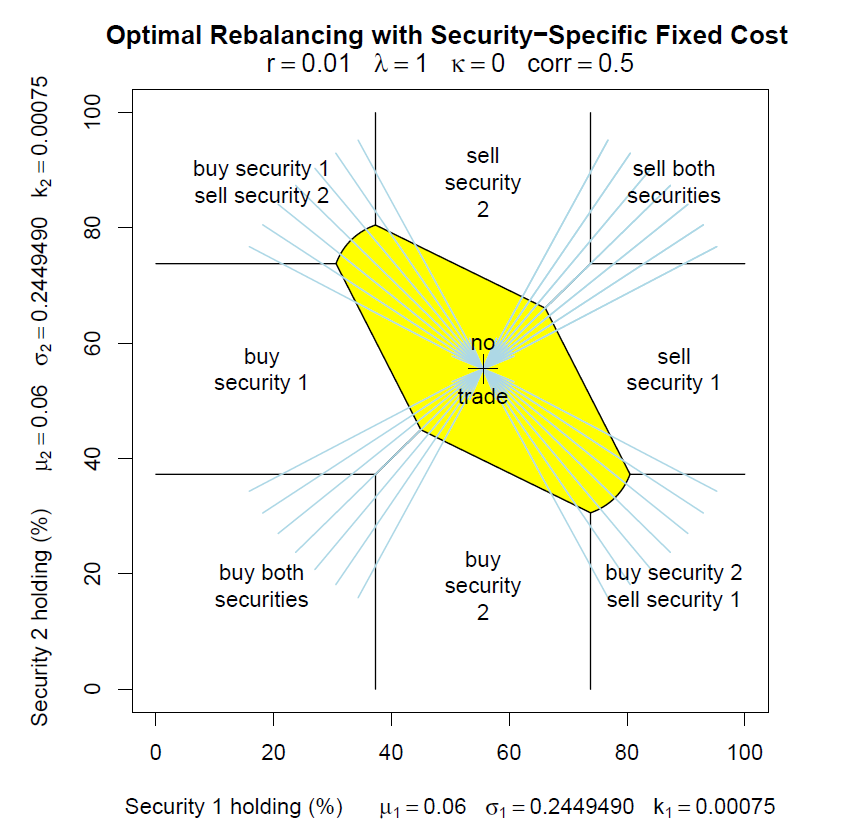 Optimal Rebalancing with Security−Specific Fixed Cost
r = 0.01 λ = 1 κ = 0 corr = 0.5
Security 2 holding (%) μ2 = 0.06 σ2 = 0.2449490 k2 = 0.00075
100
80
60
40
20
0
buy security 1
sell security 2
sell
security
2
sell both
securities
buy
security 1
no
trade
sell
security 1
buy both
securities
buy
security
2
buy security 2
sell security 1
0 20 40 60 80 100
Security 1 holding (%) μ1 = 0.06 σ1 = 0.2449490 k1 = 0.00075